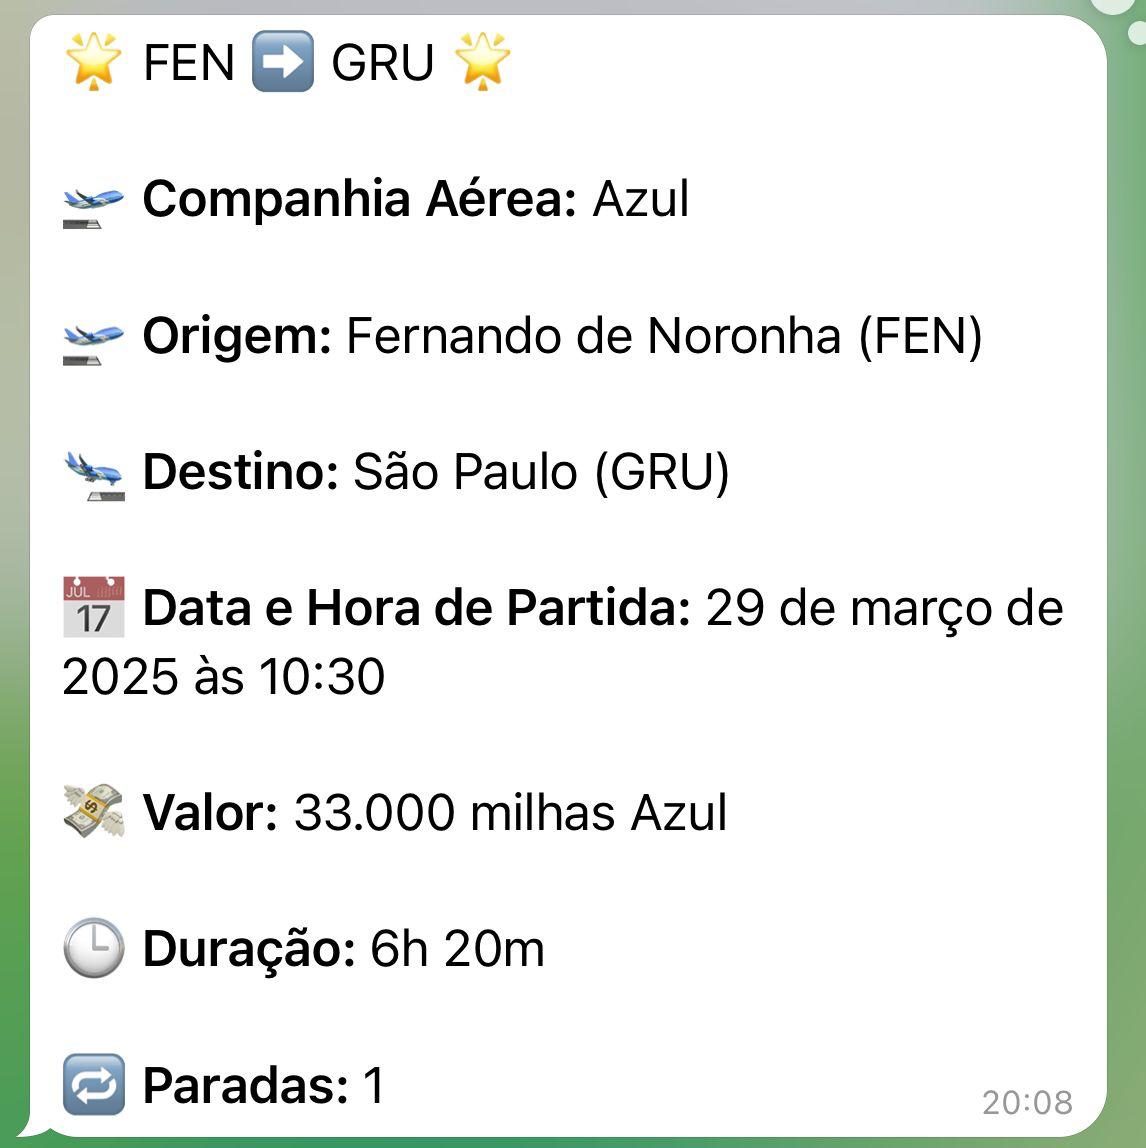 🌟 FEN ➡️ GRU 🌟
🛫 Companhia Aérea: Azul
🛫 Origem: Fernando de Noronha (FEN)
🛬 Destino: São Paulo (GRU)
📅 Data e Hora de Partida: 29 de março de
2025 às 10:30
💸 Valor: 33.000 milhas Azul
🕒 Duração: 6h 20m
🔁 Paradas: 1
20:08